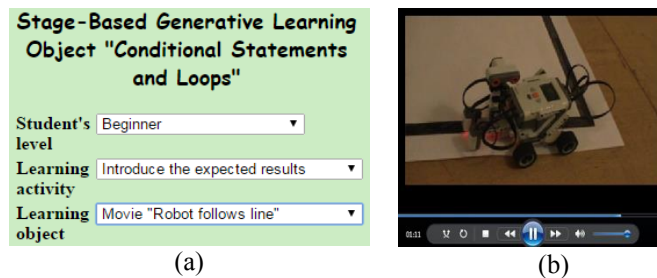 Stage-Based Generative Learning
Object "Conditional Statements
and Loops"
Student's level Beginner
Learning activity Introduce the expected results
Learning object Movie "Robot follows line"
01:11
(a)
(b)